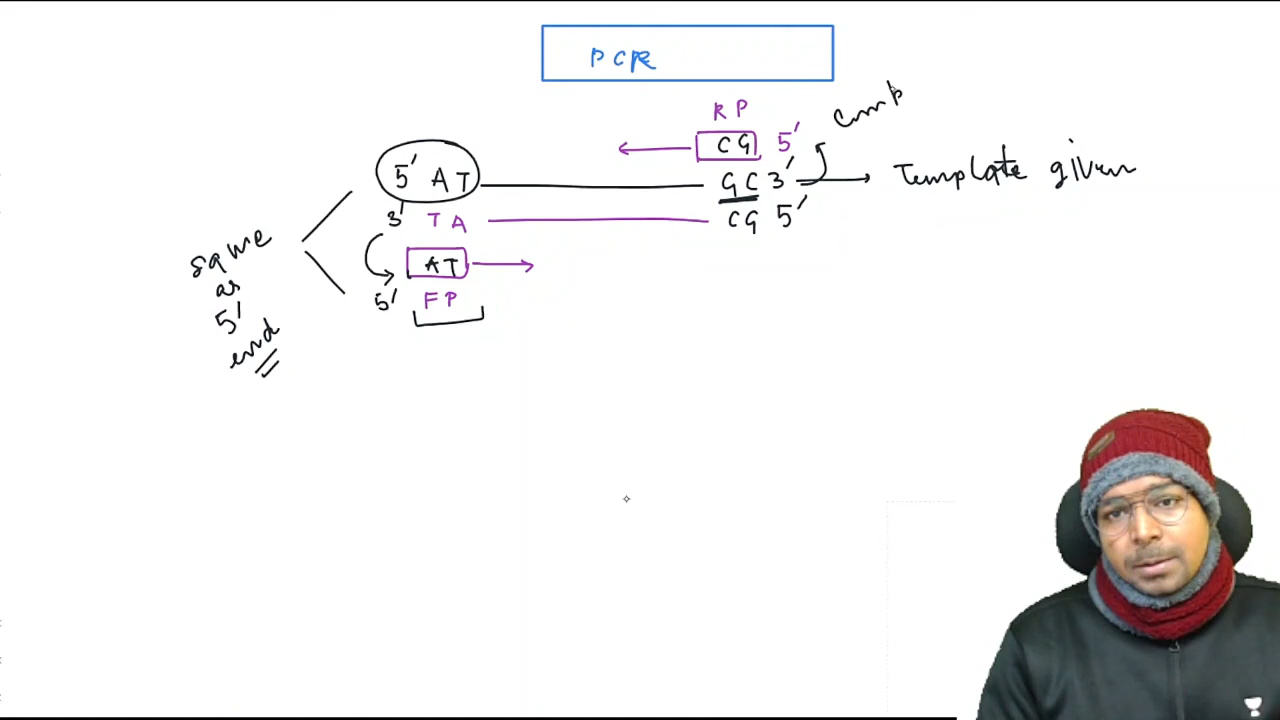 PCR
RP
comp
CG 5'
5' AT GC 3' Template given
3' TA CG 5'
AT
5' FP
same
as
5'
end